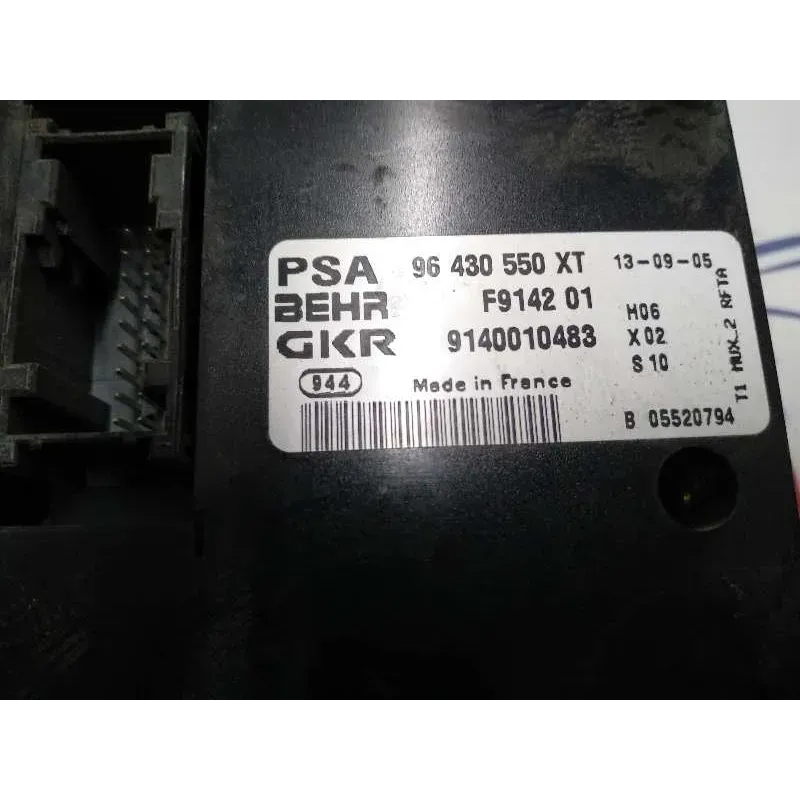 PSA 96 430 550 XT 13-09-05
BEHR F9142 01 H06
GKR 9140010483 X02
S10
944 Made in France
B 05520794
T1 MUX_2 RFTA